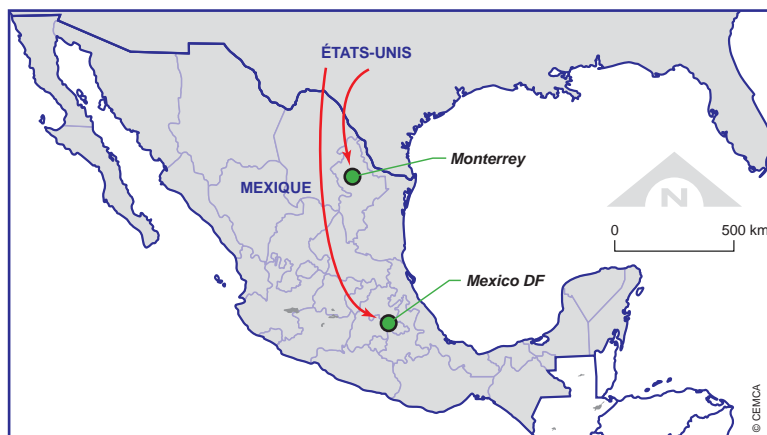 ÉTATS-UNIS
Monterrey
MEXIQUE
N
0 500 km
Mexico DF
© CEMCA